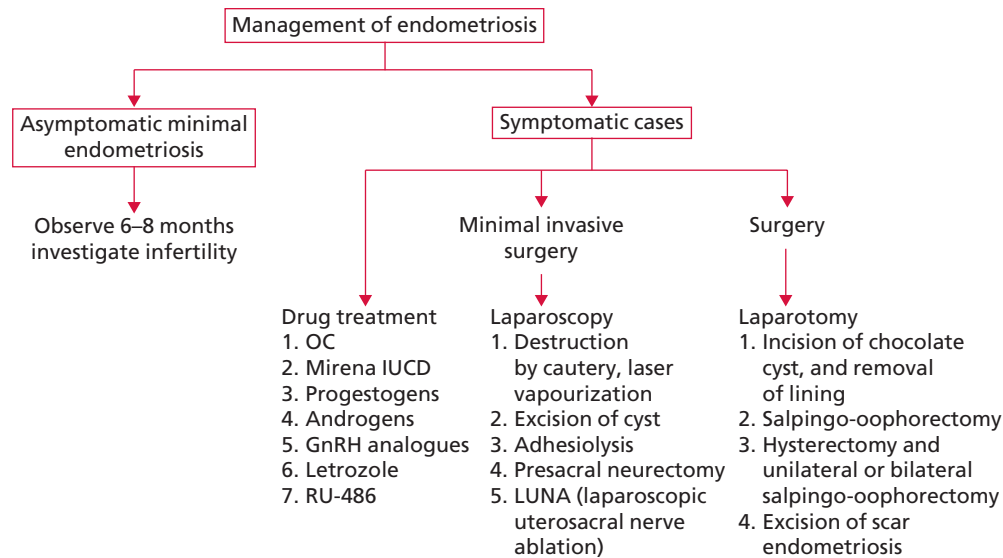 Management of endometriosis
Asymptomatic minimal
endometriosis
Symptomatic cases
Observe 6–8 months
investigate infertility
Minimal invasive
surgery
Surgery
Drug treatment
1. OC
2. Mirena IUCD
3. Progestogens
4. Androgens
5. GnRH analogues
6. Letrozole
7. RU-486
Laparoscopy
1. Destruction
by cautery, laser
vapourization
2. Excision of cyst
3. Adhesiolysis
4. Presacral neurectomy
5. LUNA (laparoscopic
uterosacral nerve
ablation)
Laparotomy
1. Incision of chocolate
cyst, and removal
of lining
2. Salpingo-oophorectomy
3. Hysterectomy and
unilateral or bilateral
salpingo-oophorectomy
4. Excision of scar
endometriosis